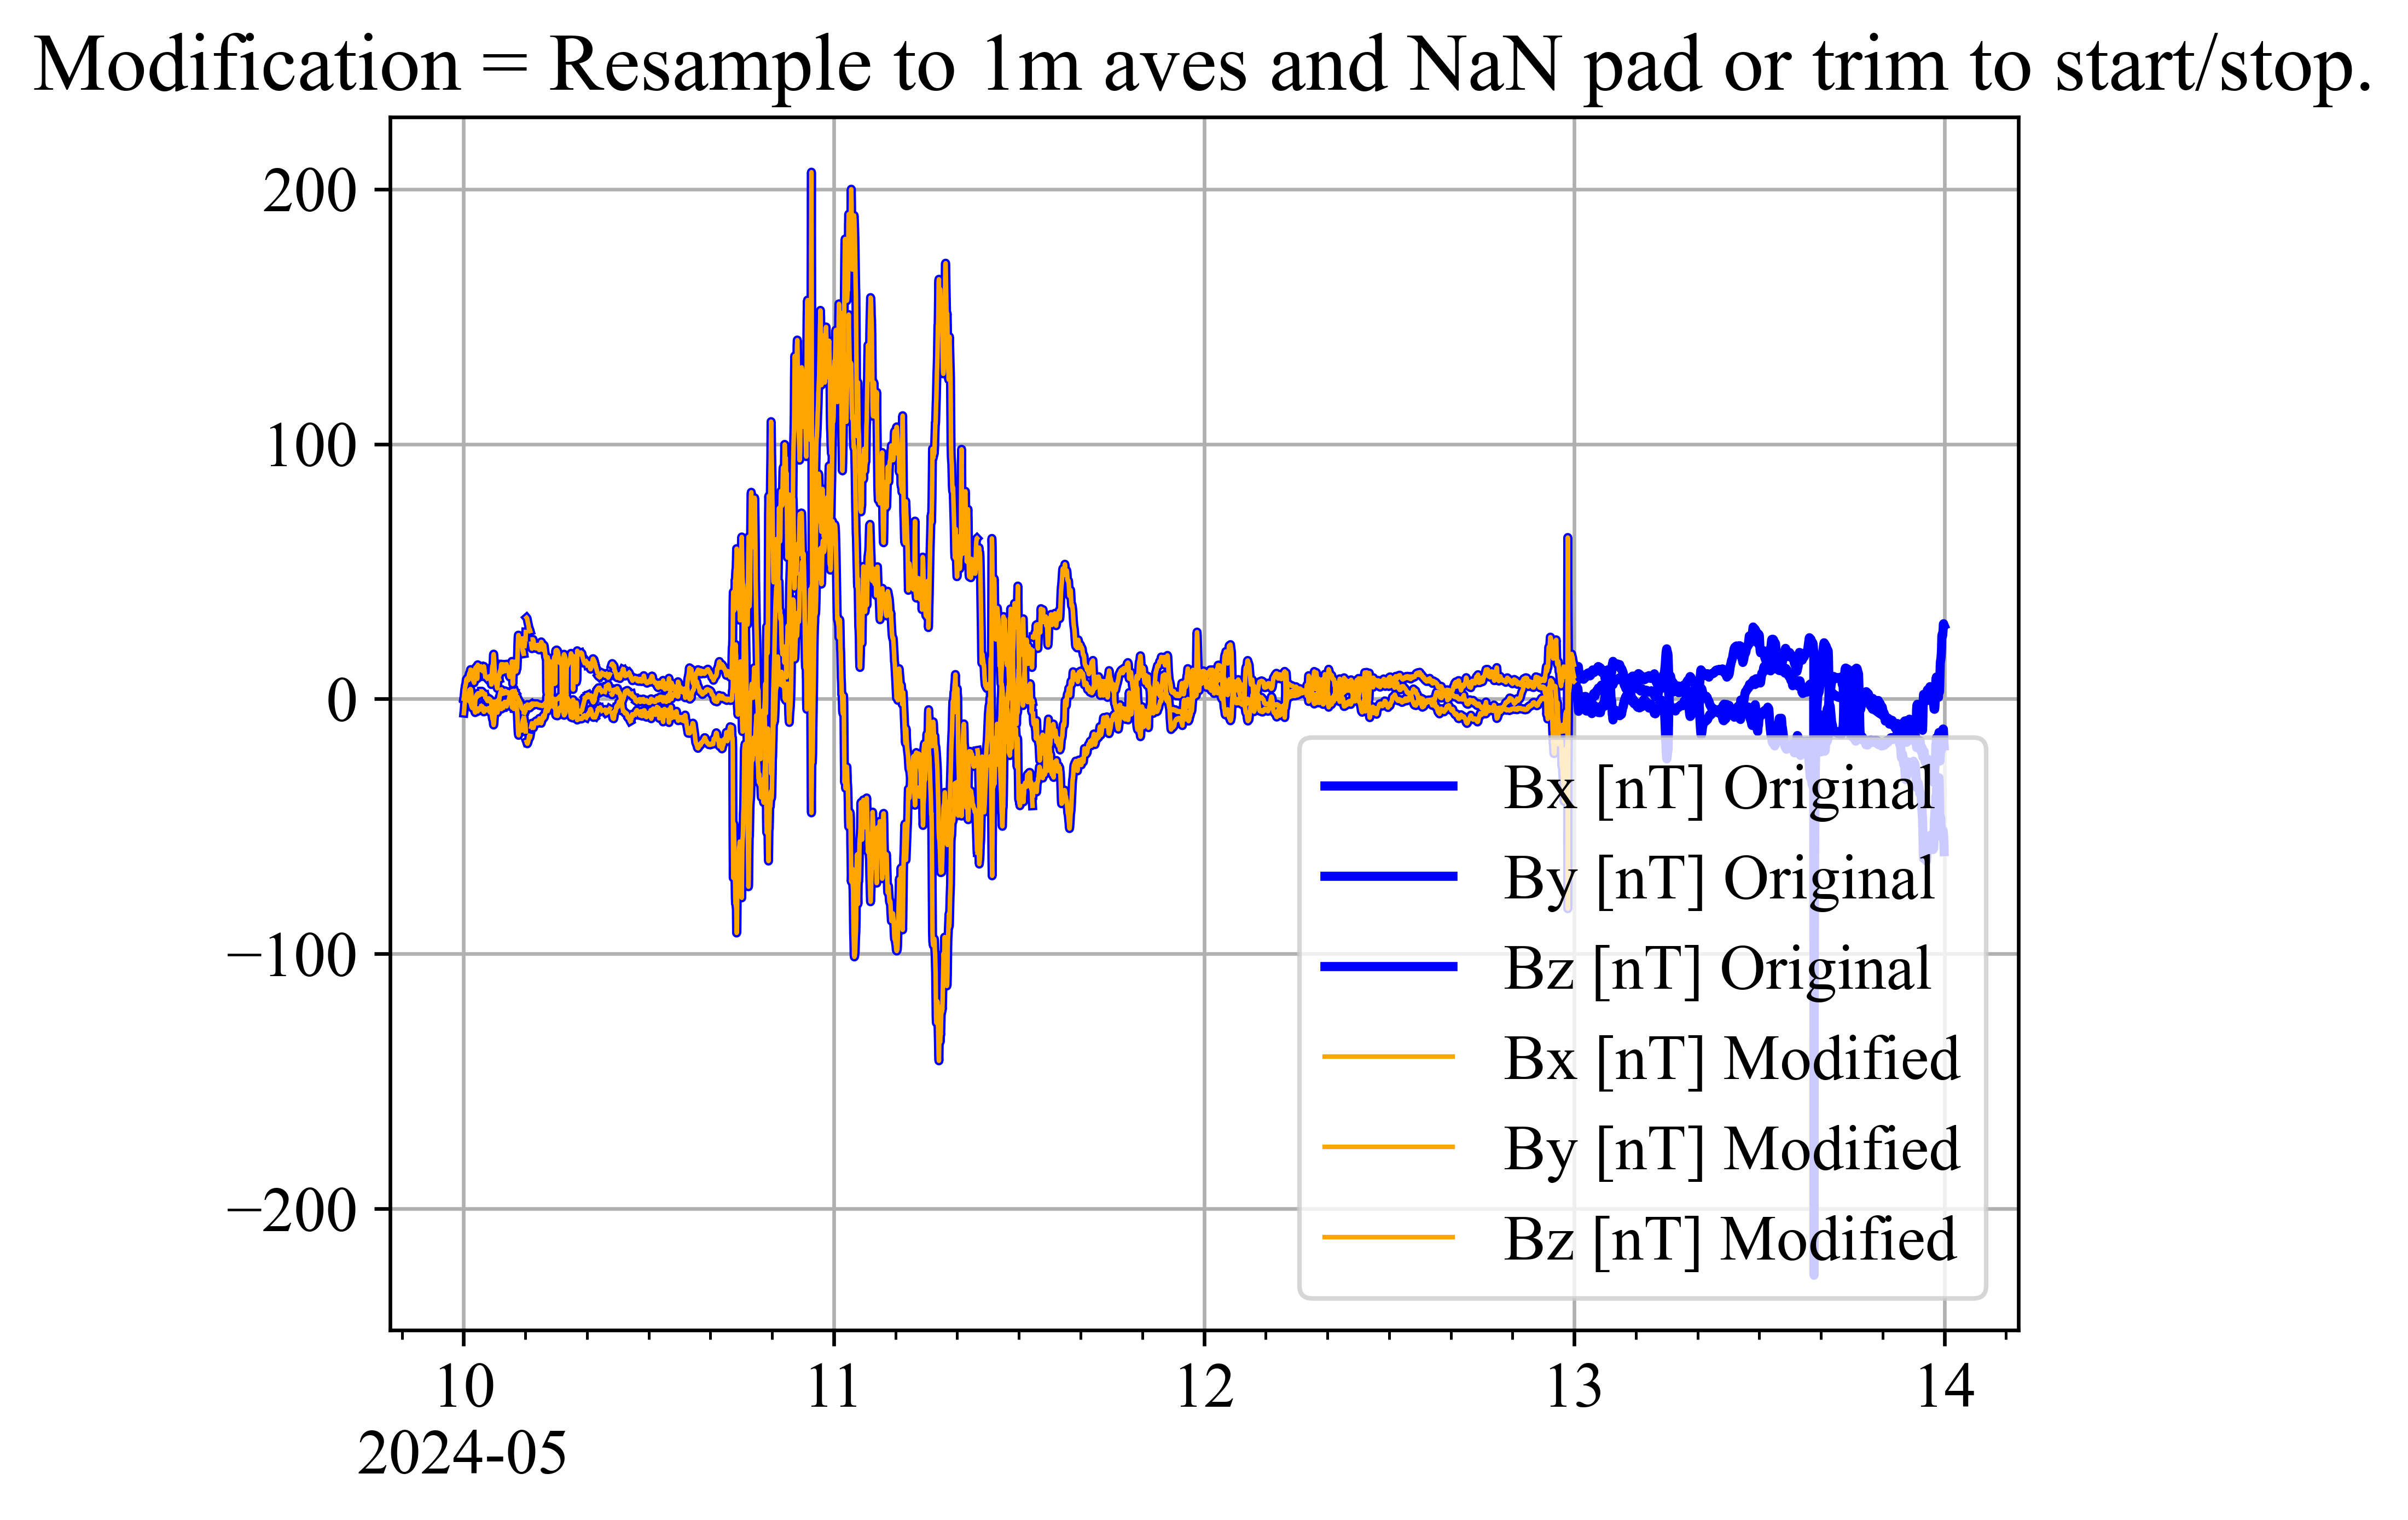 Modification = Resample to 1m aves and NaN pad or trim to start/stop.
200
100
0
−100
−200
Bx [nT] Original
By [nT] Original
Bz [nT] Original
Bx [nT] Modified
By [nT] Modified
Bz [nT] Modified
10 11 12 13 14
2024-05